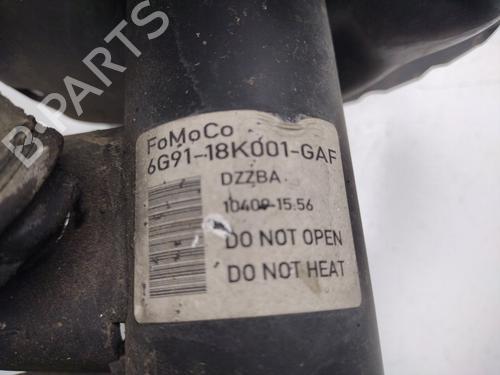 B-PARTS
FoMoCo
6G91-18K001-GAF
DZZBA
10409-15:56
DO NOT OPEN
DO NOT HEAT